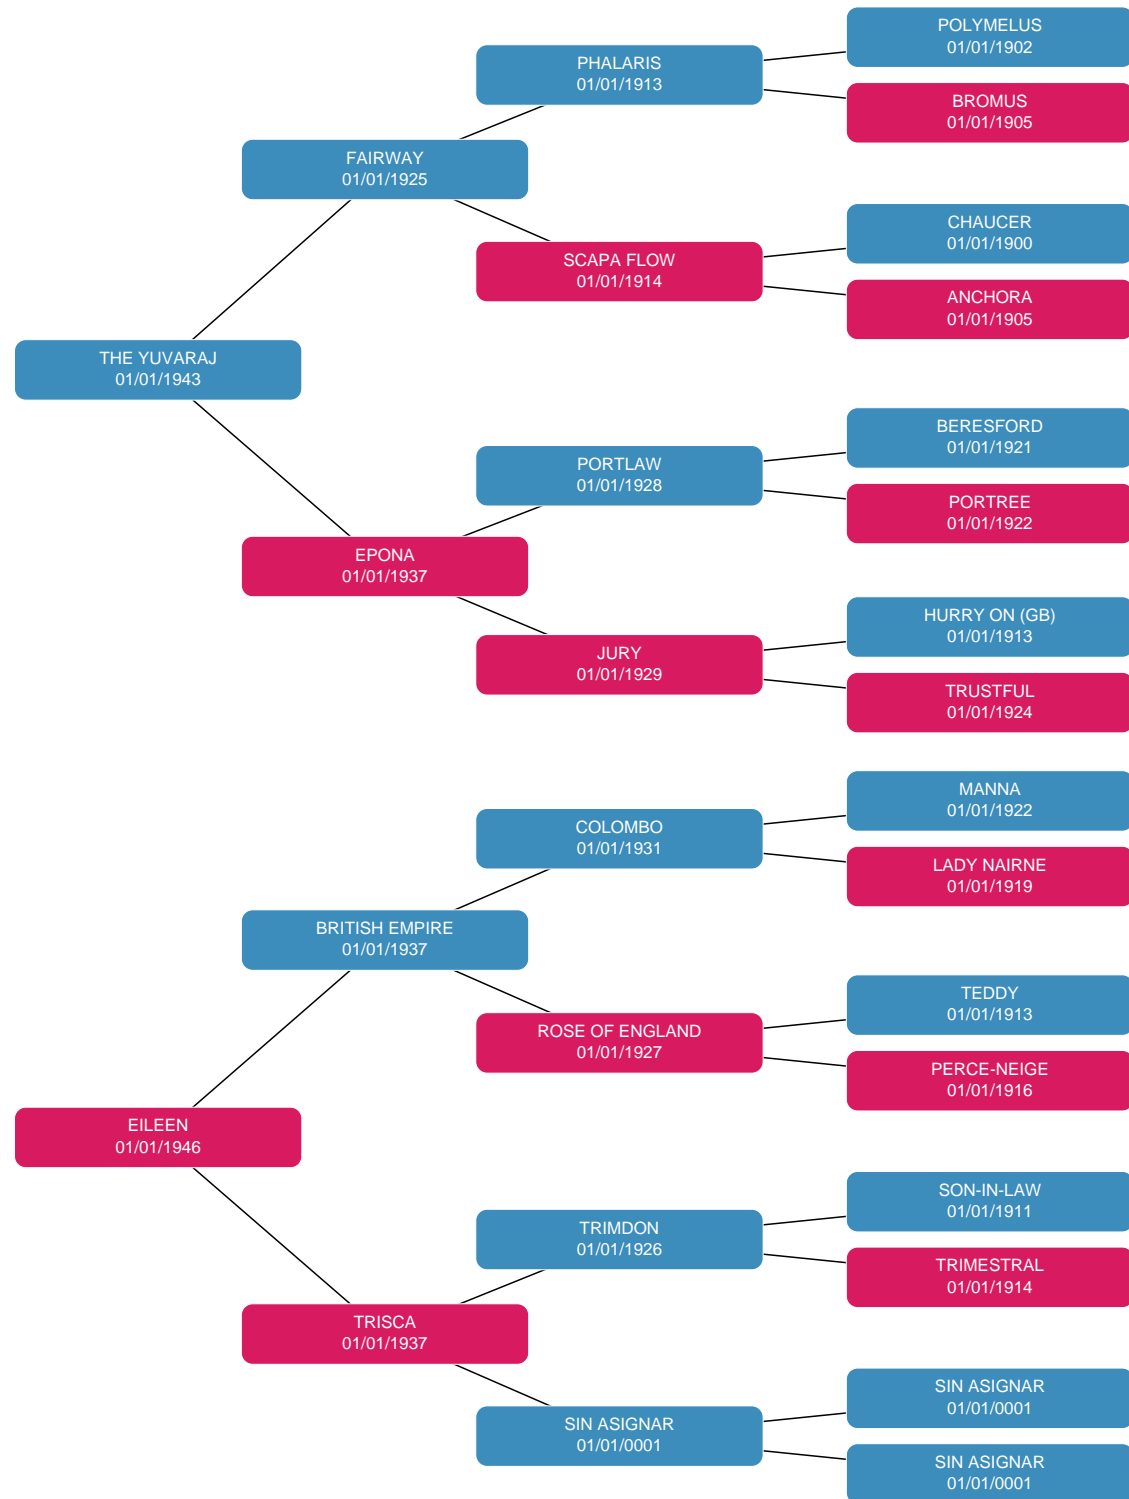 POLYMELUS
01/01/1902
PHALARIS
01/01/1913
BROMUS
01/01/1905
FAIRWAY
01/01/1925
CHAUCER
01/01/1900
SCAPA FLOW
01/01/1914
ANCHORA
01/01/1905
THE YUVARAJ
01/01/1943
BERESFORD
01/01/1921
PORTLAW
01/01/1928
PORTREE
01/01/1922
EPONA
01/01/1937
HURRY ON (GB)
01/01/1913
JURY
01/01/1929
TRUSTFUL
01/01/1924
MANNA
01/01/1922
COLOMBO
01/01/1931
LADY NAIRNE
01/01/1919
BRITISH EMPIRE
01/01/1937
TEDDY
01/01/1913
ROSE OF ENGLAND
01/01/1927
PERCE-NEIGE
01/01/1916
EILEEN
01/01/1946
SON-IN-LAW
01/01/1911
TRIMDON
01/01/1926
TRIMESTRAL
01/01/1914
TRISCA
01/01/1937
SIN ASIGNAR
01/01/0001
SIN ASIGNAR
01/01/0001
SIN ASIGNAR
01/01/0001